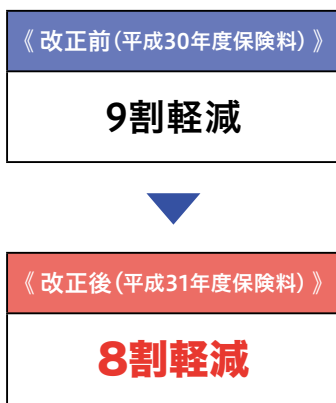 《 改正前(平成30年度保険料) 》
9割軽減
《 改正後(平成31年度保険料) 》
8割軽減